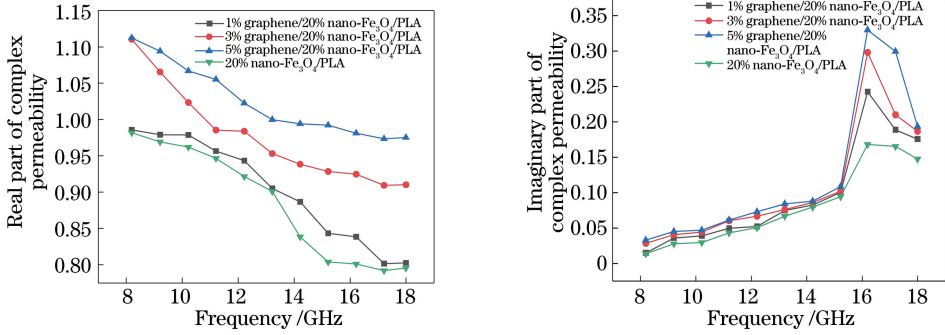 1.15
1.10
1.05
1.00
0.95
0.90
0.85
0.80
Real part of complex
permeability
1% graphene/20% nano-Fe₃O₄/PLA
3% graphene/20% nano-Fe₃O₄/PLA
5% graphene/20% nano-Fe₃O₄/PLA
20% nano-Fe₃O₄/PLA
8 10 12 14 16 18
Frequency /GHz
0.35
0.30
0.25
0.20
0.15
0.10
0.05
0
Imaginary part of
complex permeability
1% graphene/20% nano-Fe₃O₄/PLA
3% graphene/20% nano-Fe₃O₄/PLA
5% graphene/20%
nano-Fe₃O₄/PLA
20% nano-Fe₃O₄/PLA
8 10 12 14 16 18
Frequency /GHz